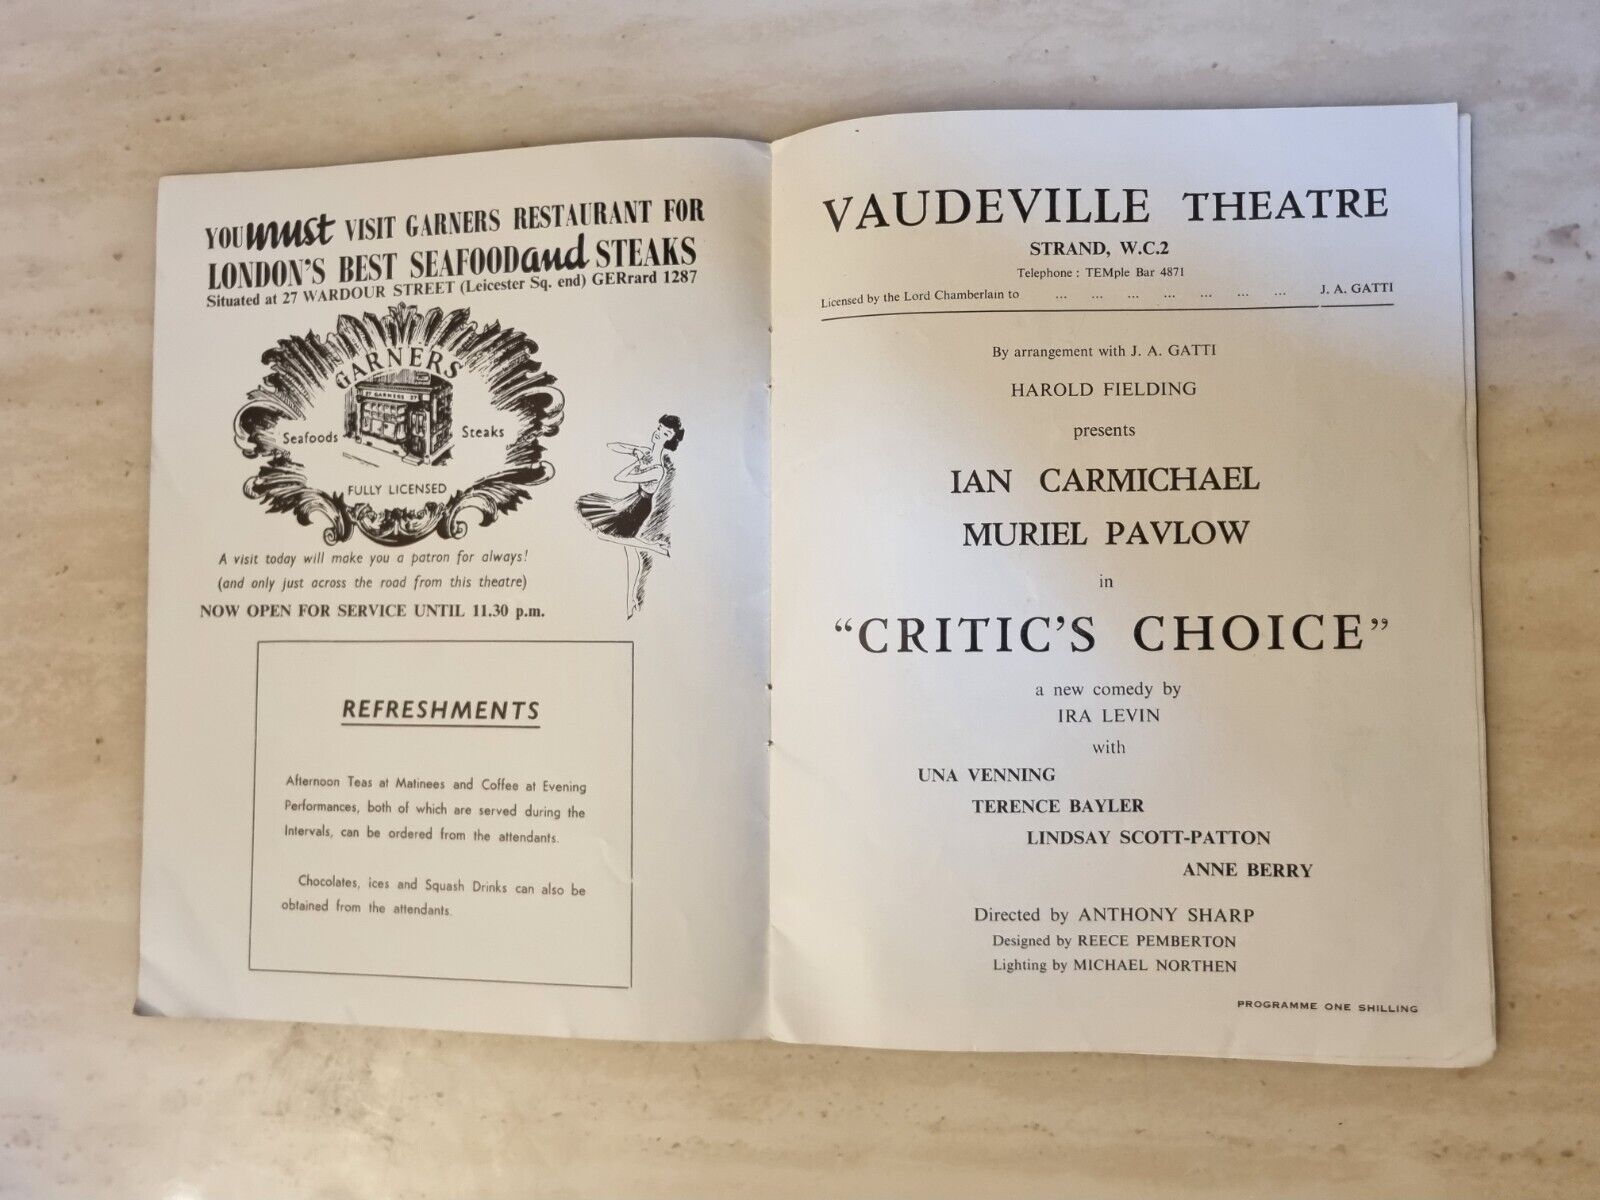 YOU must VISIT GARNERS RESTAURANT FOR
LONDON'S BEST SEAFOOD and STEAKS
Situated at 27 WARDOUR STREET (Leicester Sq. end) GERrard 1287
GARNERS
27 GARNERS 27
Seafoods
Steaks
FULLY LICENSED
A visit today will make you a patron for always!
(and only just across the road from this theatre)
NOW OPEN FOR SERVICE UNTIL 11.30 p.m.
REFRESHMENTS
Afternoon Teas at Matinees and Coffee at Evening
Performances, both of which are served during the
Intervals, can be ordered from the attendants.
Chocolates, ices and Squash Drinks can also be
obtained from the attendants.
VAUDEVILLE THEATRE
STRAND, W.C.2
Telephone : TEMple Bar 4871
Licensed by the Lord Chamberlain to ... ... ... ... ... ... ... J. A. GATTI
By arrangement with J. A. GATTI
HAROLD FIELDING
presents
IAN CARMICHAEL
MURIEL PAVLOW
in
“CRITIC’S CHOICE”
a new comedy by
IRA LEVIN
with
UNA VENNING
TERENCE BAYLER
LINDSAY SCOTT-PATTON
ANNE BERRY
Directed by ANTHONY SHARP
Designed by REECE PEMBERTON
Lighting by MICHAEL NORTHEN
PROGRAMME ONE SHILLING